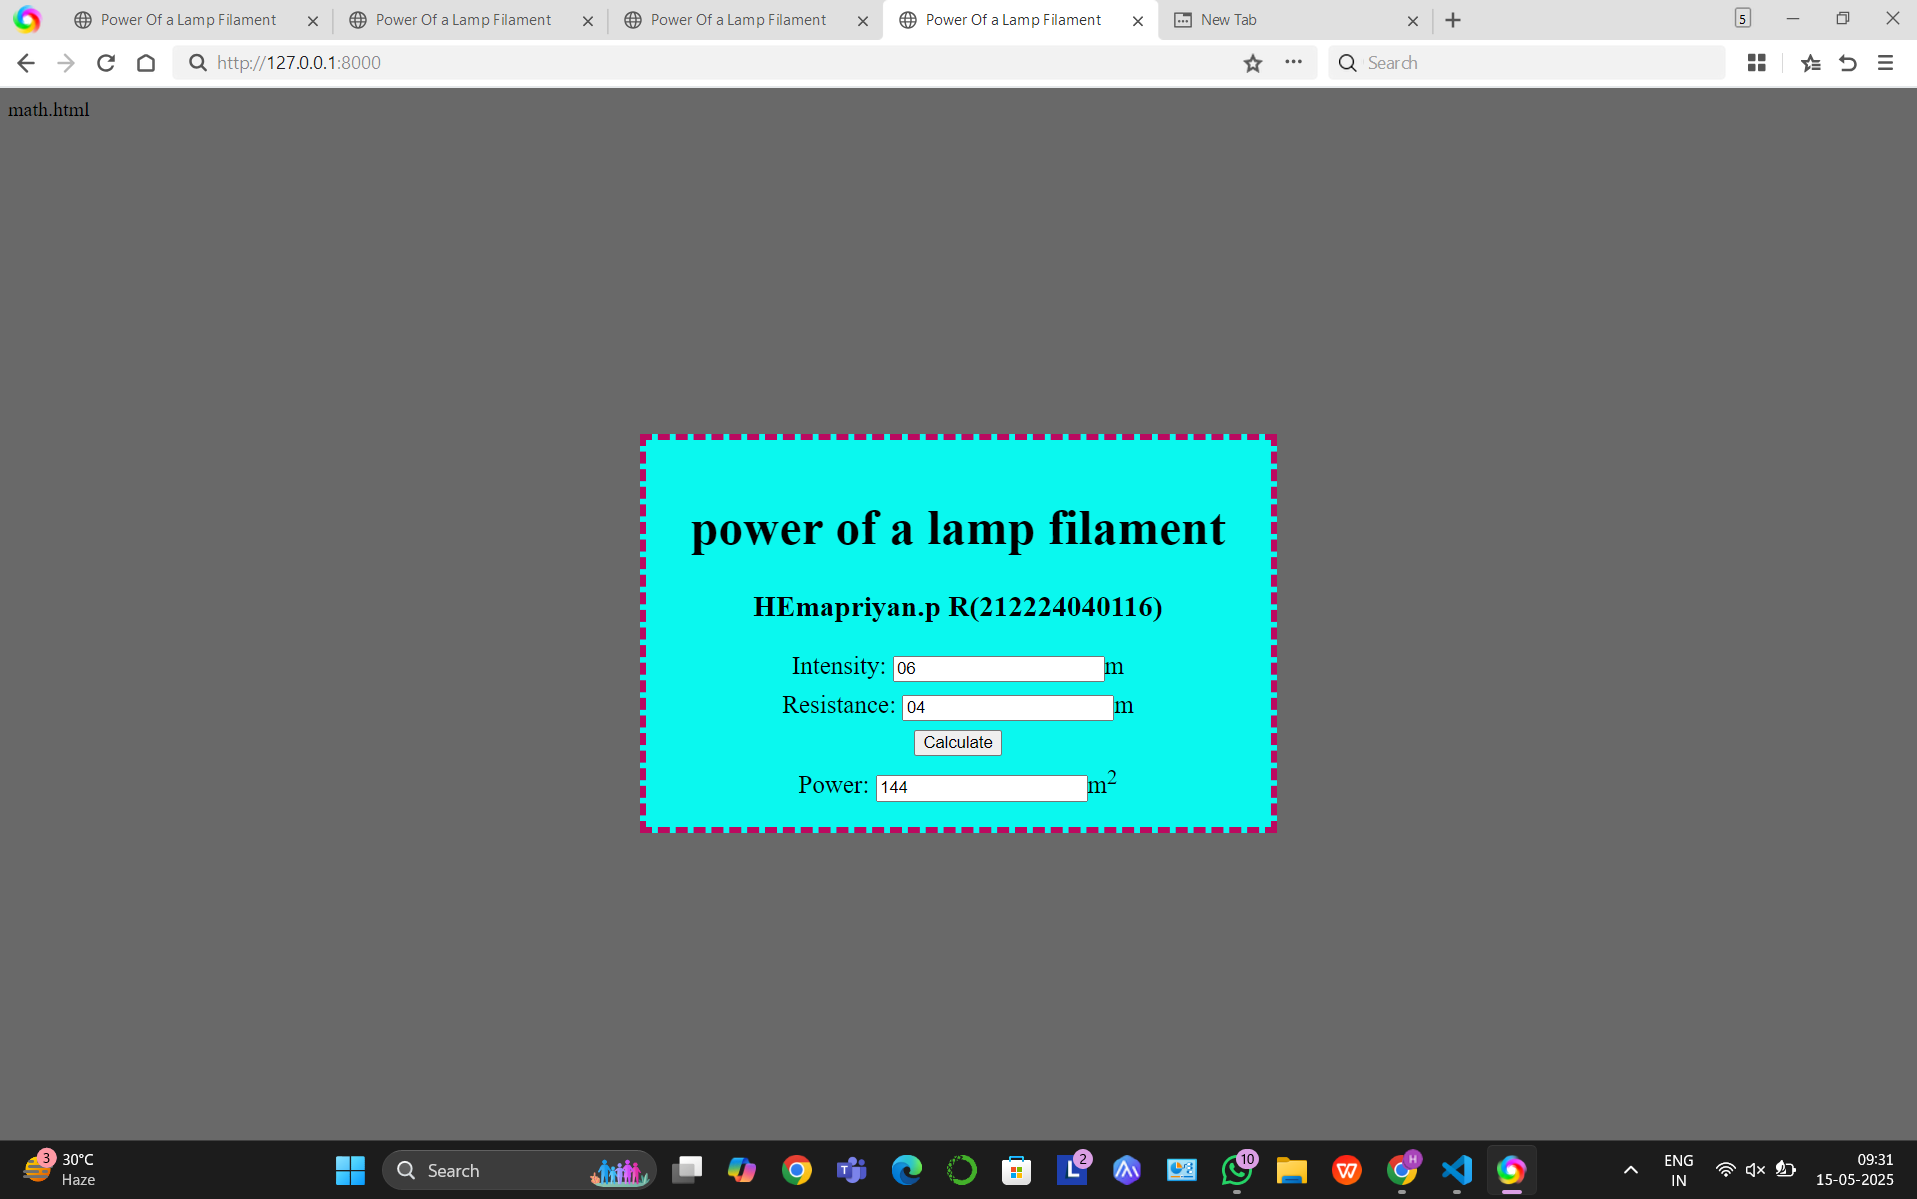 Power Of a Lamp Filament
Power Of a Lamp Filament
Power Of a Lamp Filament
Power Of a Lamp Filament
New Tab
5
http://127.0.0.1:8000
Search
math.html
power of a lamp filament
HEmapriyan.p R(212224040116)
Intensity: 06 m
Resistance: 04 m
Calculate
Power: 144 m²
3
30°C
Haze
Search
2
10
H
ENG
IN
09:31
15-05-2025